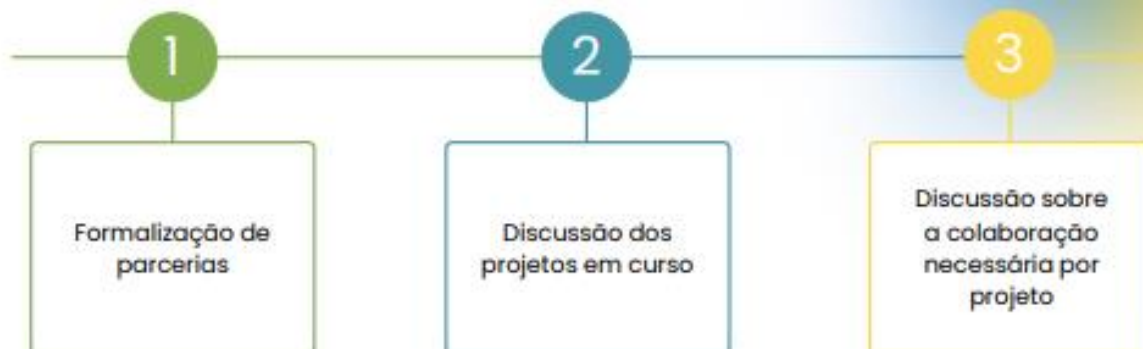 1
2
3
Formalização de
parcerias
Discussão dos
projetos em curso
Discussão sobre
a colaboração
necessária por
projeto